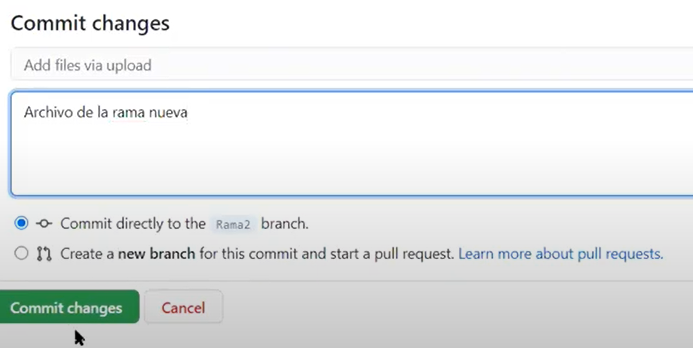 Commit changes
Add files via upload
Archivo de la rama nueva
Commit directly to the Rama2 branch.
Create a new branch for this commit and start a pull request. Learn more about pull requests.
Commit changes Cancel